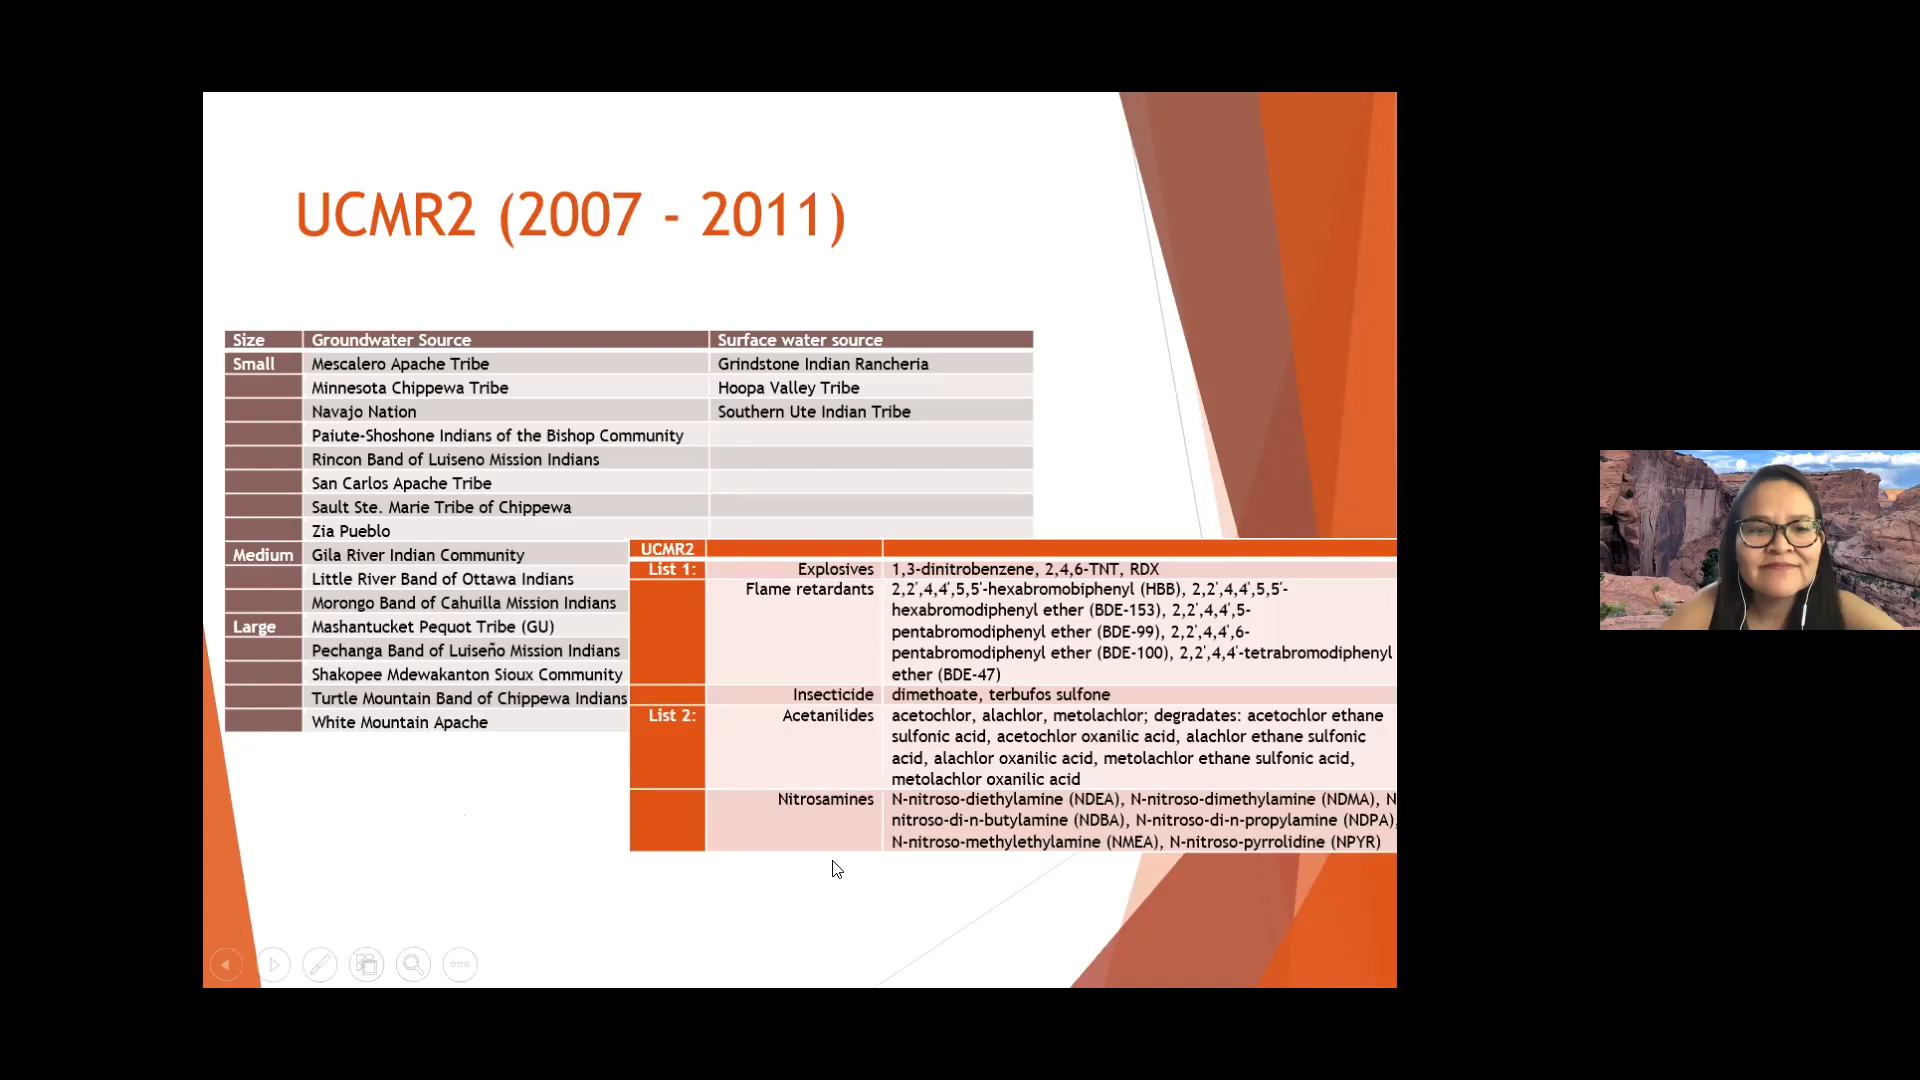 UCMR2 (2007 - 2011)
Size Groundwater Source Surface water source
Small Mescalero Apache Tribe Grindstone Indian Rancheria
Minnesota Chippewa Tribe Hoopa Valley Tribe
Navajo Nation Southern Ute Indian Tribe
Paiute-Shoshone Indians of the Bishop Community
Rincon Band of Luiseno Mission Indians
San Carlos Apache Tribe
Sault Ste. Marie Tribe of Chippewa
Zia Pueblo
Medium Gila River Indian Community
Little River Band of Ottawa Indians
Morongo Band of Cahuilla Mission Indians
Large Mashantucket Pequot Tribe (GU)
Pechanga Band of Luiseño Mission Indians
Shakopee Mdewakanton Sioux Community
Turtle Mountain Band of Chippewa Indians
White Mountain Apache
UCMR2
List 1: Explosives 1,3-dinitrobenzene, 2,4,6-TNT, RDX
Flame retardants 2,2',4,4',5,5'-hexabromobiphenyl (HBB), 2,2',4,4',5,5'-
hexabromodiphenyl ether (BDE-153), 2,2',4,4',5-
pentabromodiphenyl ether (BDE-99), 2,2',4,4',6-
pentabromodiphenyl ether (BDE-100), 2,2',4,4'-tetrabromodiphenyl
ether (BDE-47)
Insecticide dimethoate, terbufos sulfone
List 2: Acetanilides acetochlor, alachlor, metolachlor; degradates: acetochlor ethane
sulfonic acid, acetochlor oxanilic acid, alachlor ethane sulfonic
acid, alachlor oxanilic acid, metolachlor ethane sulfonic acid,
metolachlor oxanilic acid
Nitrosamines N-nitroso-diethylamine (NDEA), N-nitroso-dimethylamine (NDMA), N
nitroso-di-n-butylamine (NDBA), N-nitroso-di-n-propylamine (NDPA),
N-nitroso-methylethylamine (NMEA), N-nitroso-pyrrolidine (NPYR)